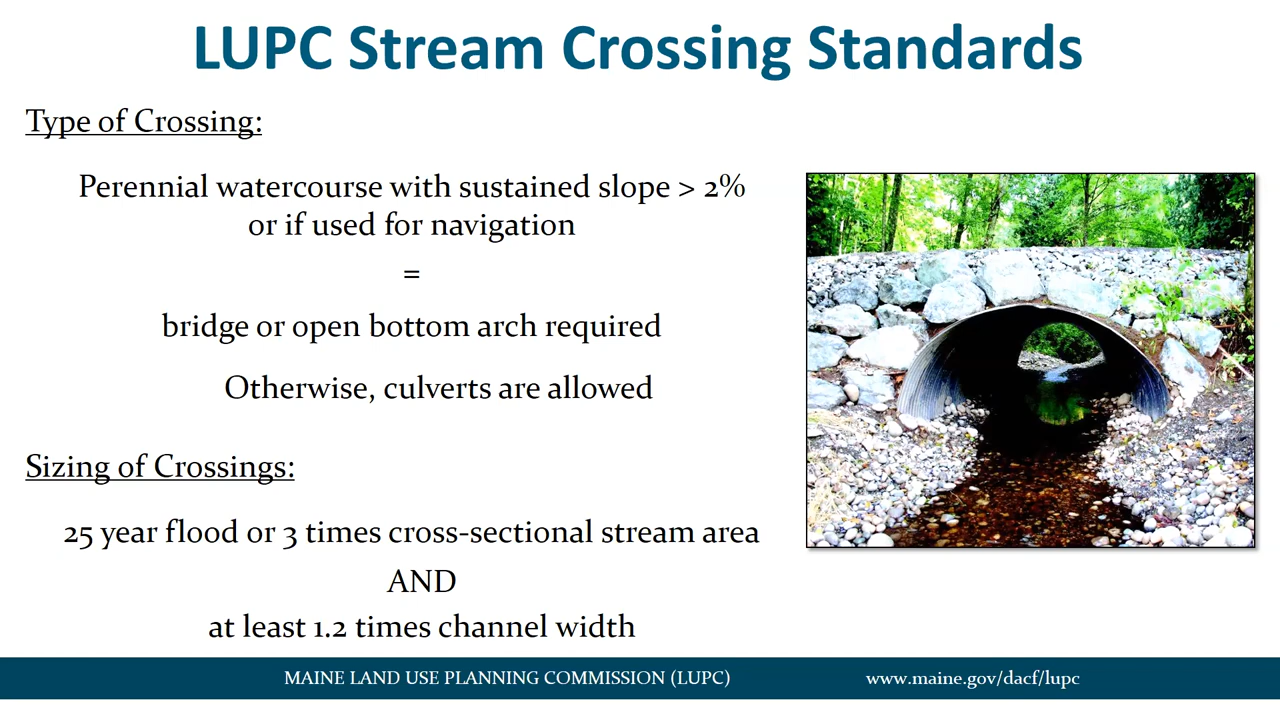 LUPC Stream Crossing Standards
Type of Crossing:
Perennial watercourse with sustained slope > 2%
or if used for navigation
=
bridge or open bottom arch required
Otherwise, culverts are allowed
Sizing of Crossings:
25 year flood or 3 times cross-sectional stream area
AND
at least 1.2 times channel width
MAINE LAND USE PLANNING COMMISSION (LUPC) www.maine.gov/dacf/lupc